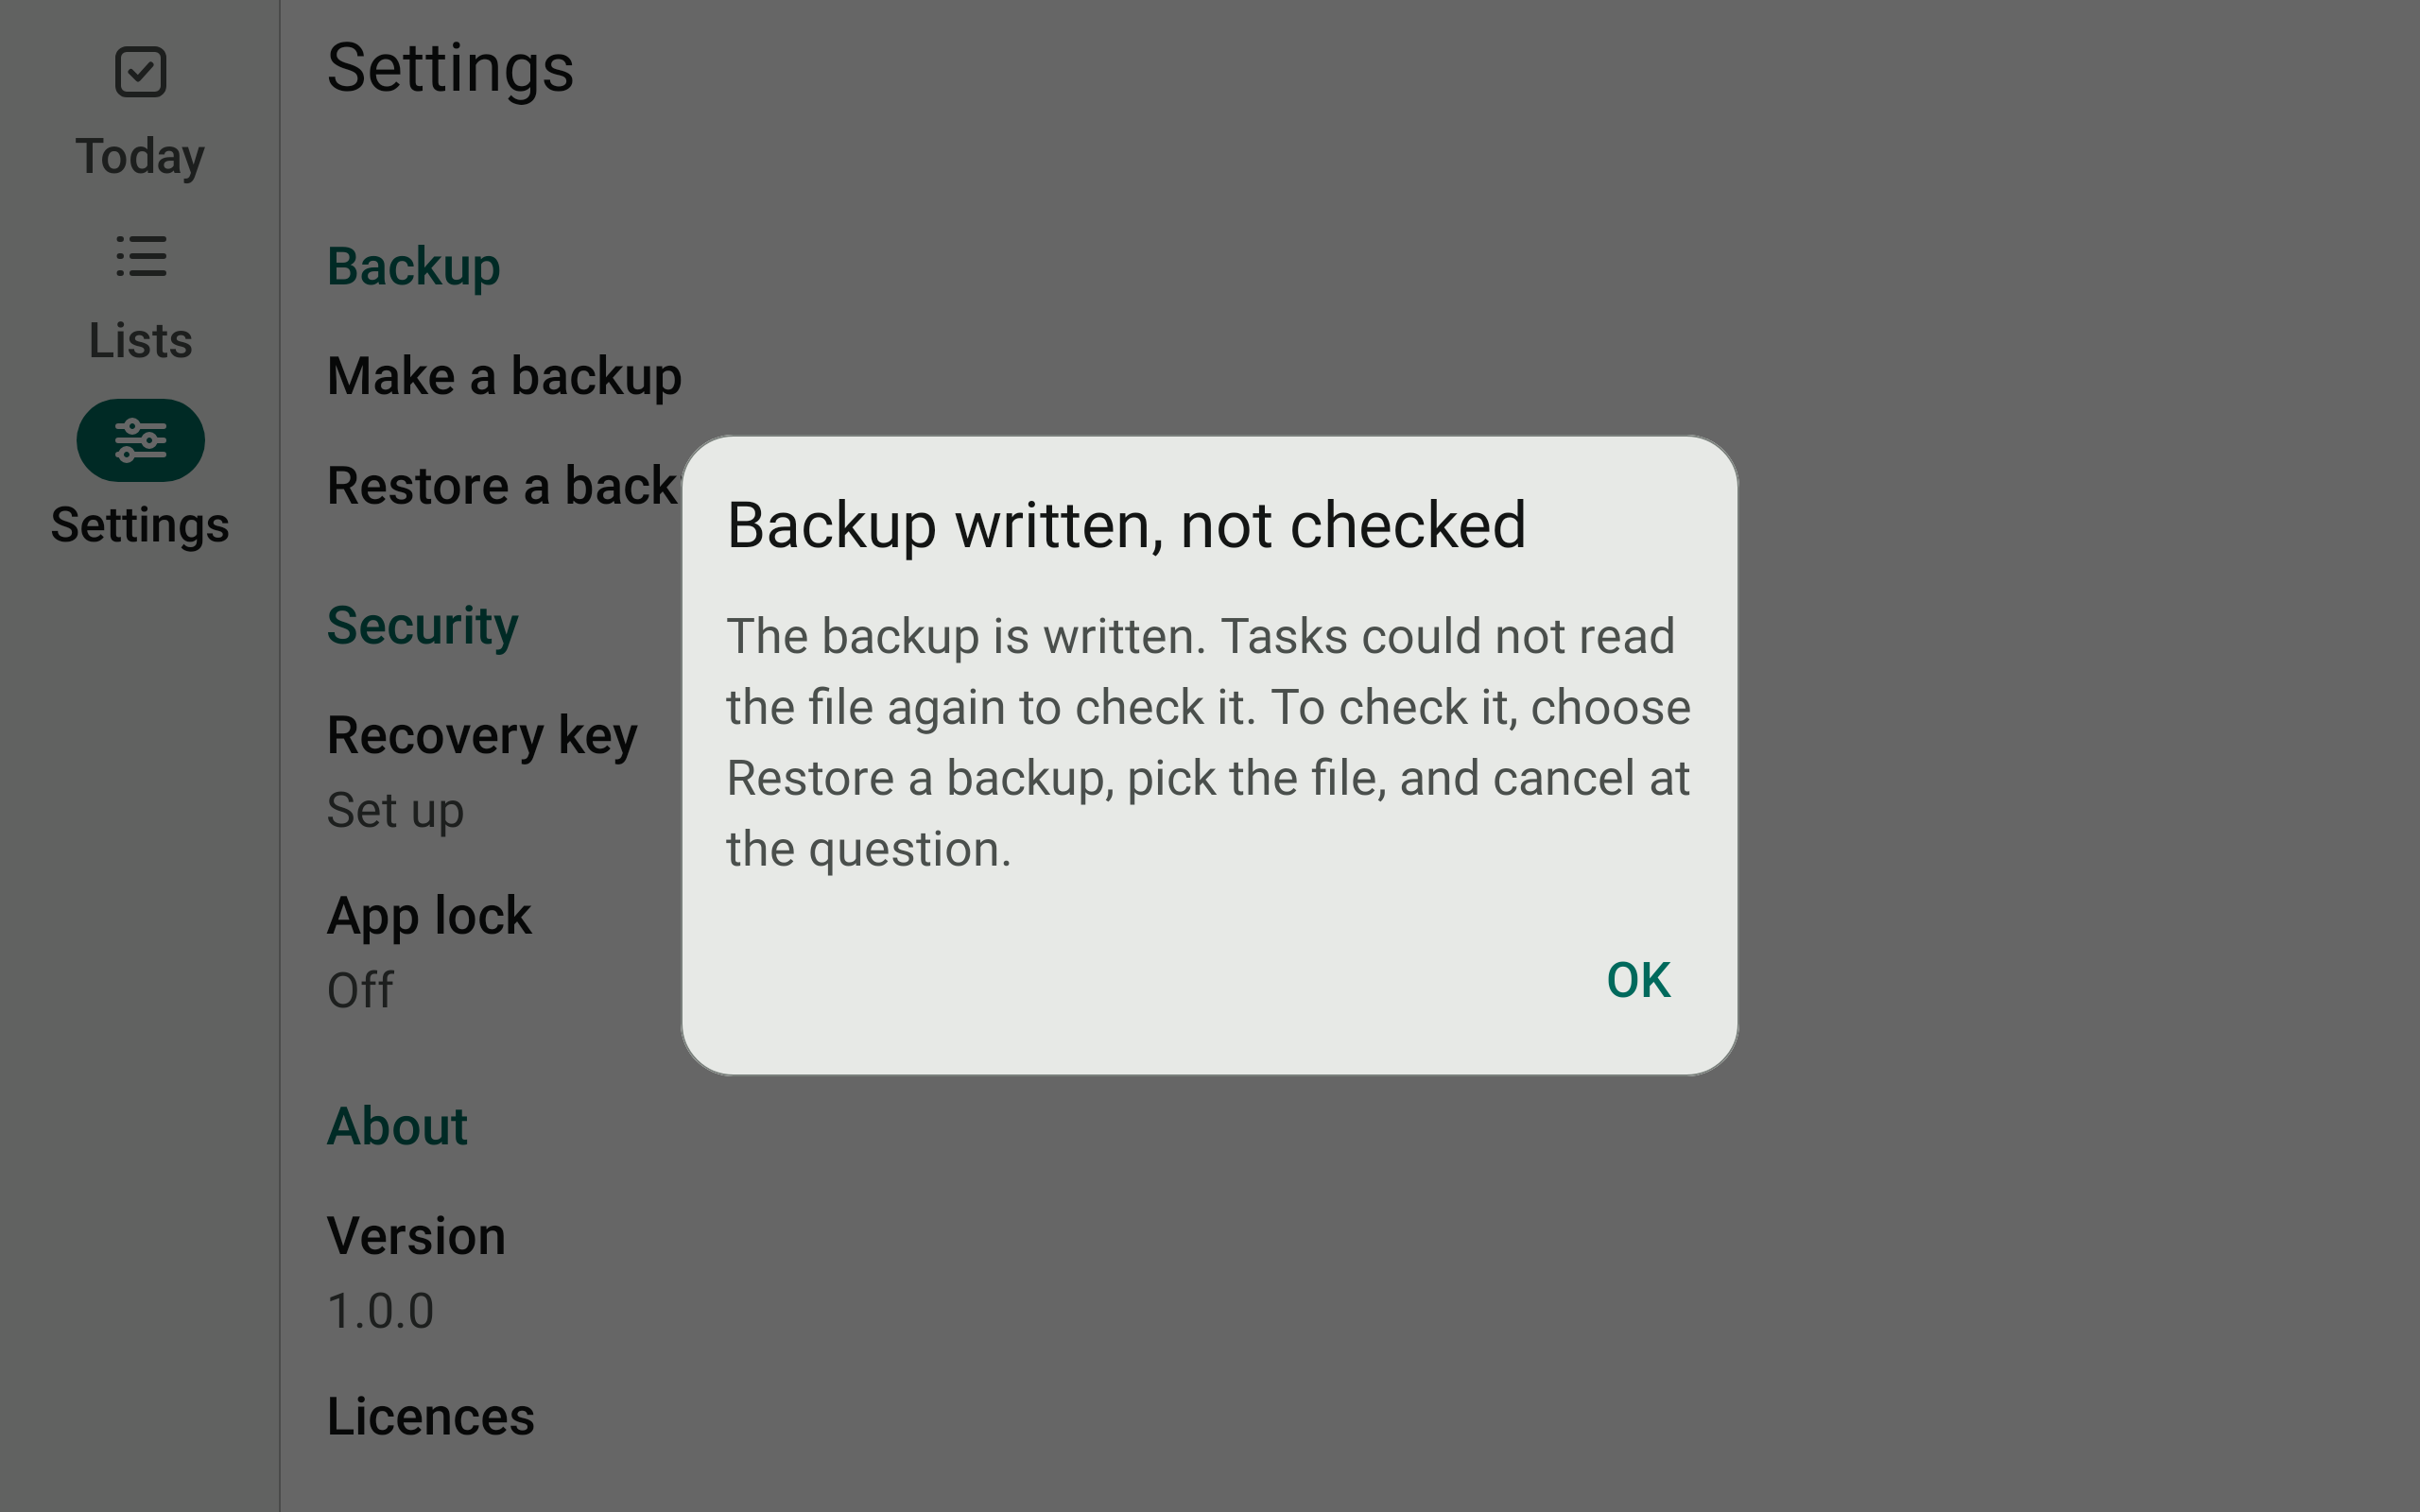 Today
Lists
Settings
Settings
Backup
Make a backup
Restore a back
Security
Recovery key
Set up
App lock
Off
About
Version
1.0.0
Licences
Backup written, not checked
The backup is written. Tasks could not read
the file again to check it. To check it, choose
Restore a backup, pick the file, and cancel at
the question.
OK